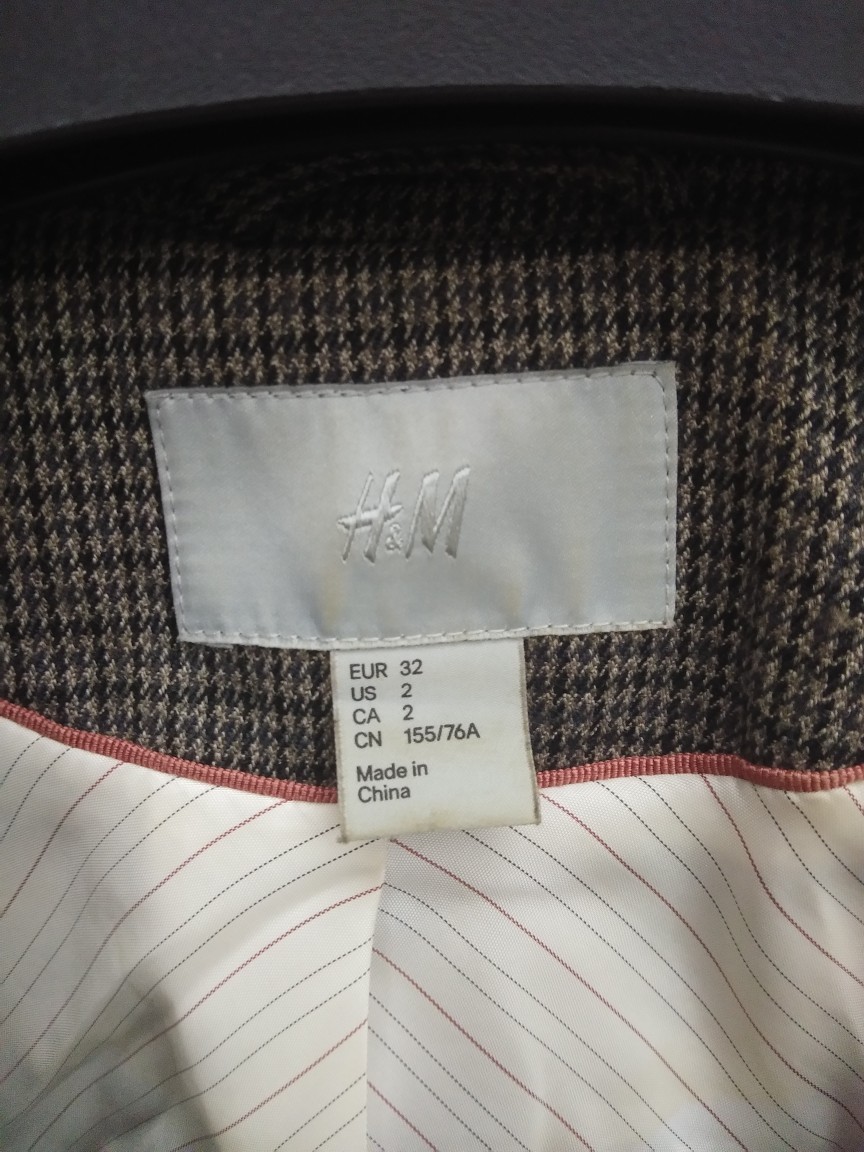 H&M
EUR 32
US 2
CA 2
CN 155/76A
Made in
China